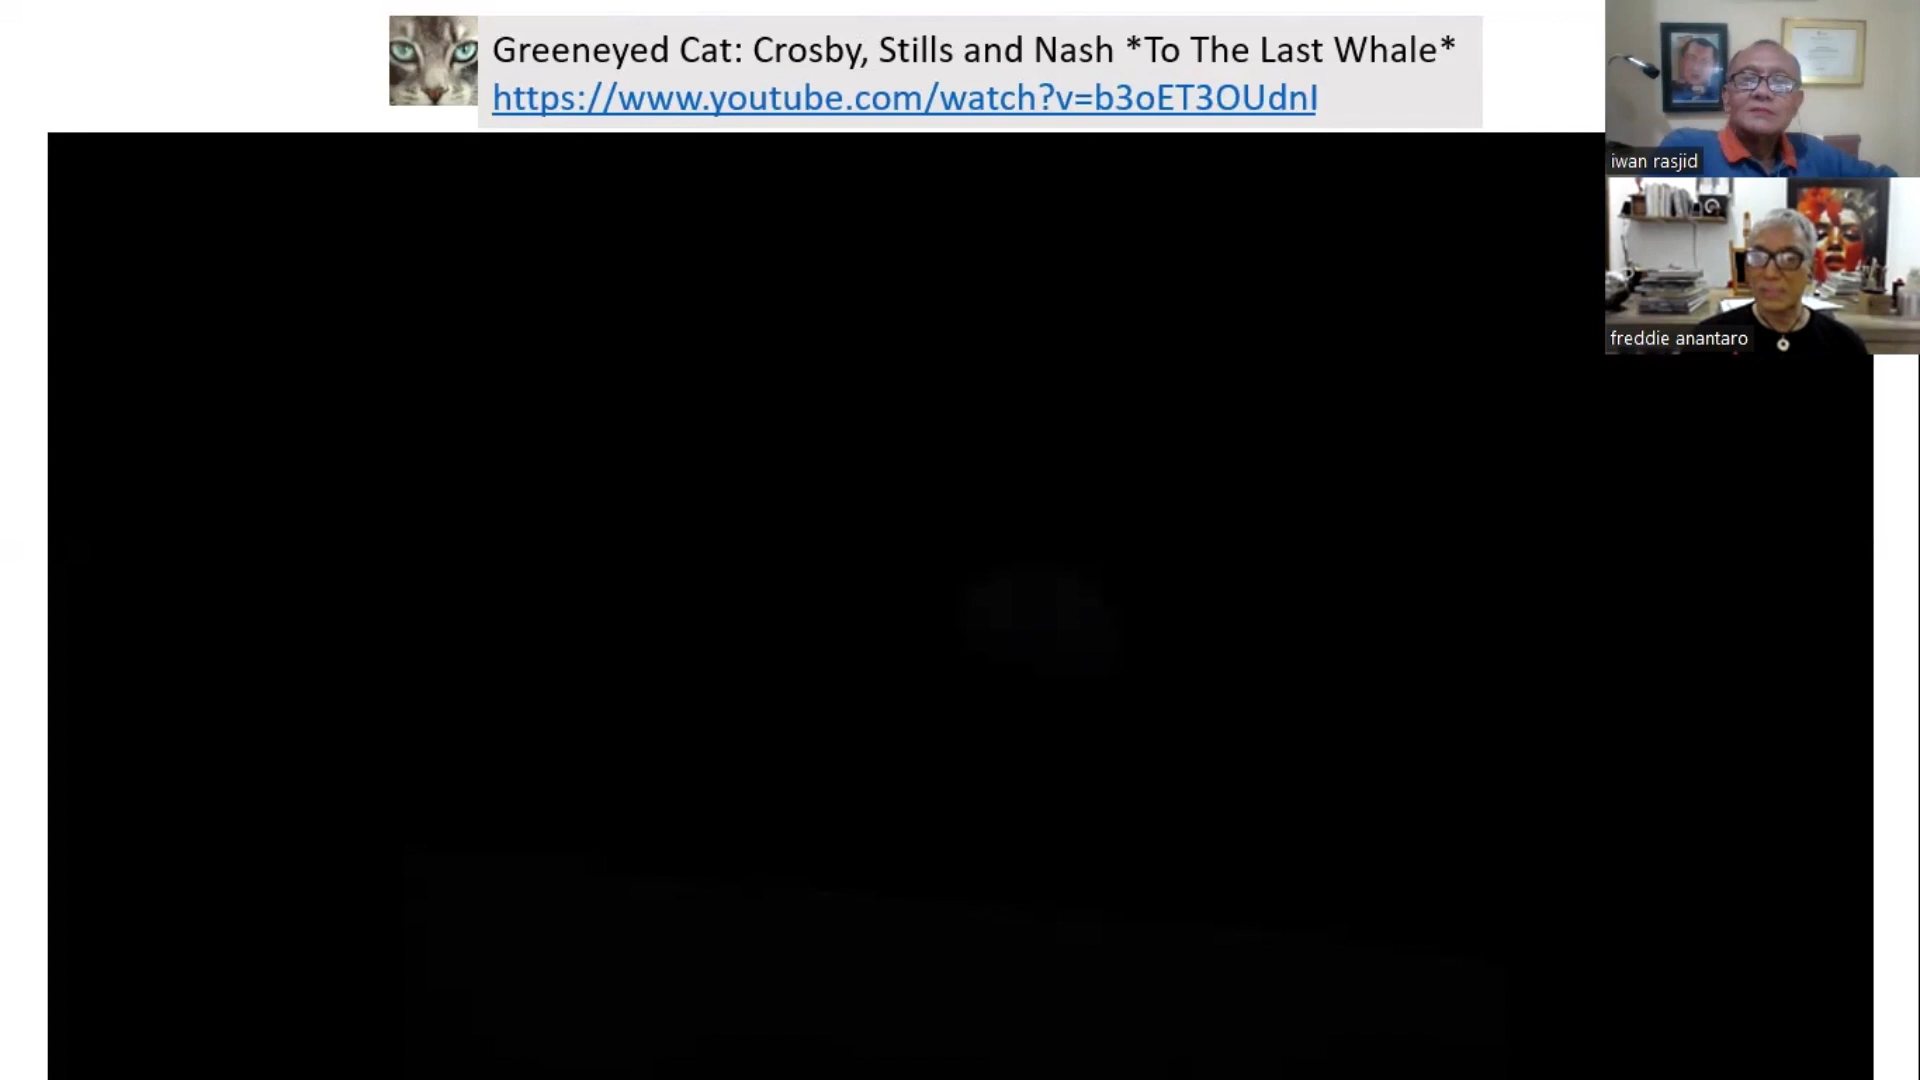 Greeneyed Cat: Crosby, Stills and Nash *To The Last Whale*
https://www.youtube.com/watch?v=b3oET3OUdnI
iwan rasjid
freddie anantaro